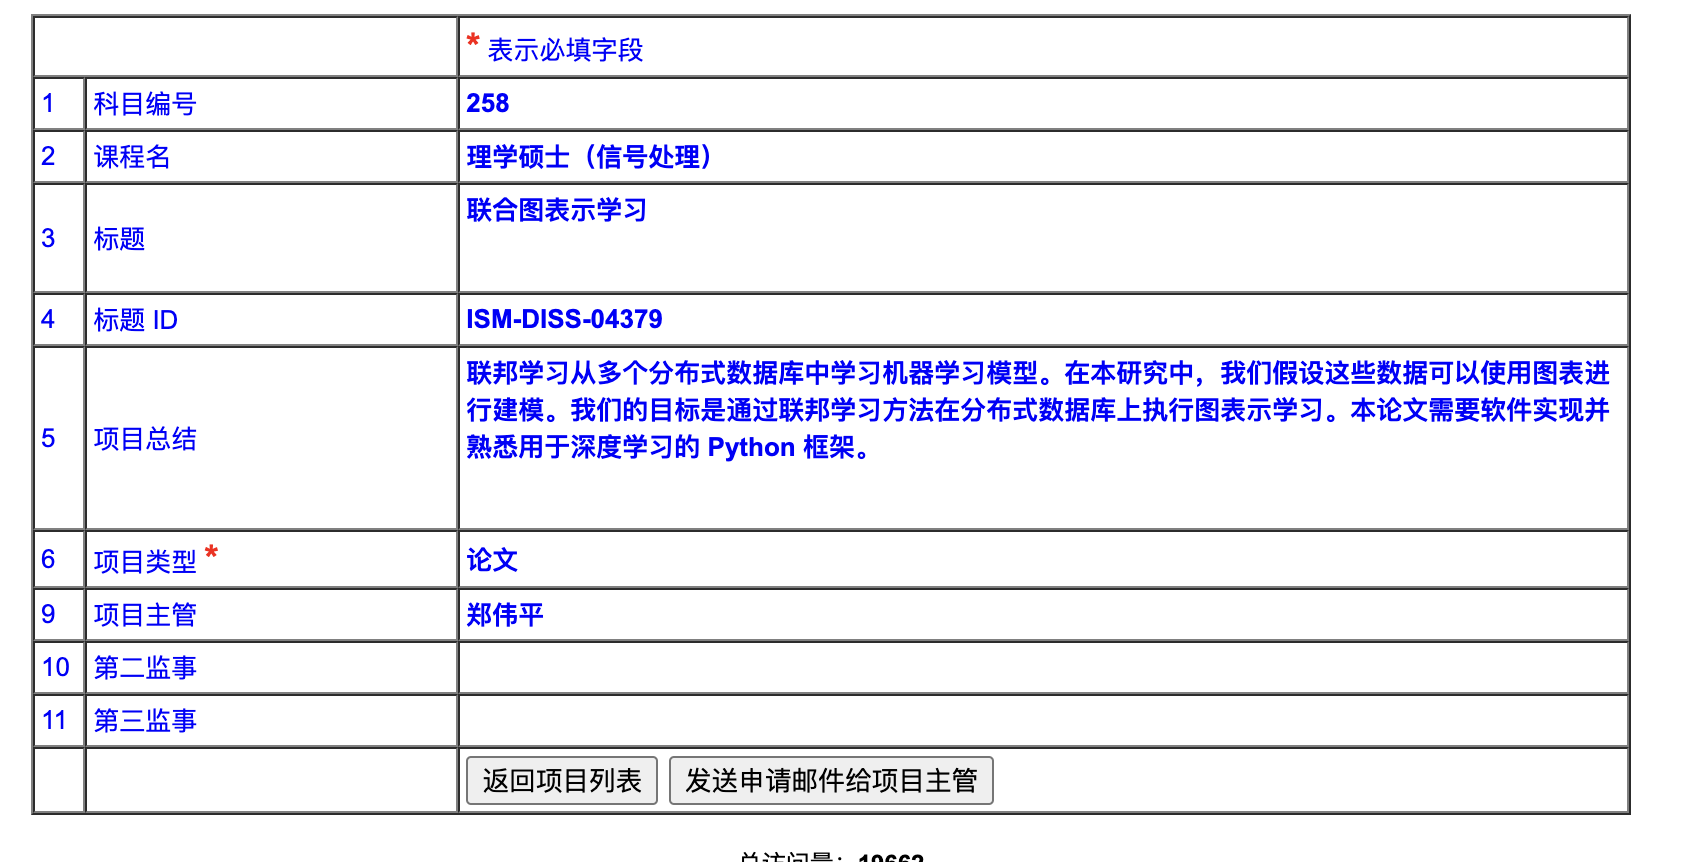 * 表示必填字段
1 科目编号 258
2 课程名 理学硕士（信号处理）
3 标题 联合图表示学习
4 标题 ID ISM-DISS-04379
5 项目总结 联邦学习从多个分布式数据库中学习机器学习模型。在本研究中，我们假设这些数据可以使用图表进
行建模。我们的目标是通过联邦学习方法在分布式数据库上执行图表示学习。本论文需要软件实现并
熟悉用于深度学习的 Python 框架。
6 项目类型 * 论文
9 项目主管 郑伟平
10 第二监事
11 第三监事
返回项目列表 发送申请邮件给项目主管
总访问量：19662